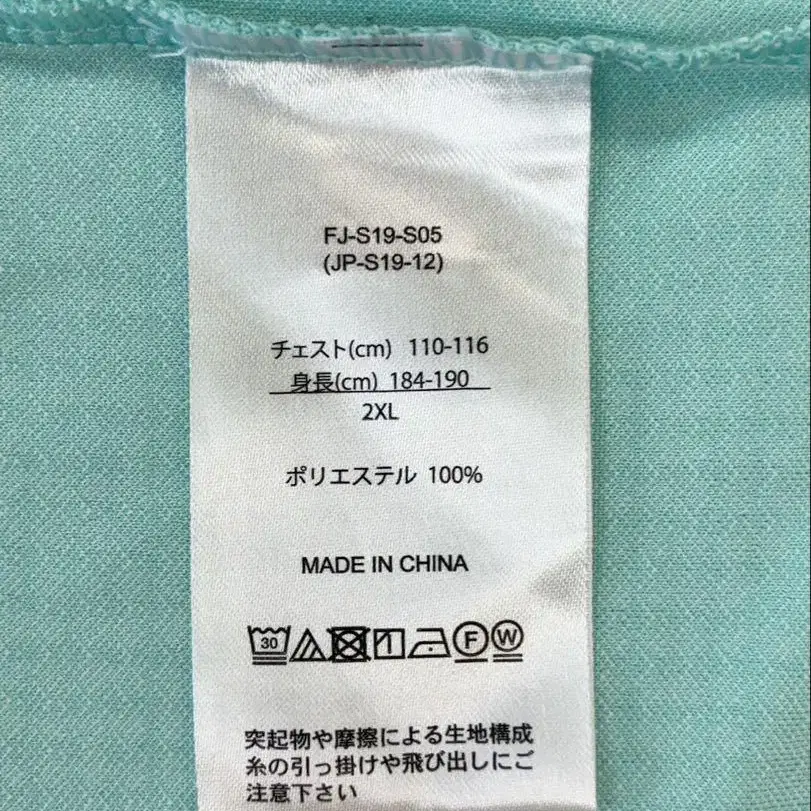 FJ-S19-S05
(JP-S19-12)
チェスト(cm) 110-116
身長(cm) 184-190
2XL
ポリエステル 100%
MADE IN CHINA
30 F W
突起物や摩擦による生地構成
糸の引っ掛けや飛び出しにご
注意下さい